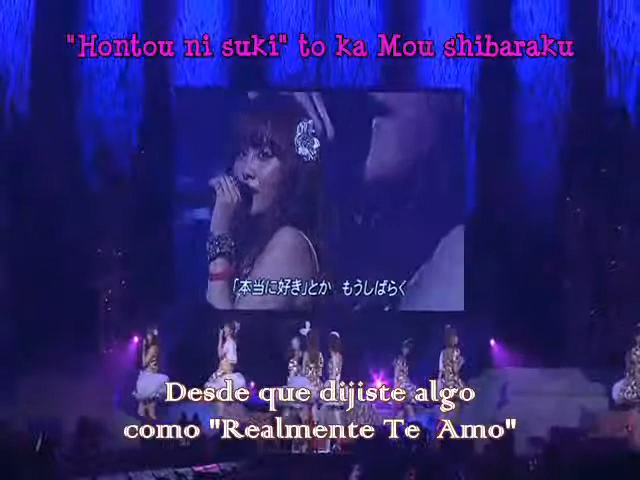 "Hontou ni suki" to ka Mou shibaraku
「本当に好き」とか もうしばらく
Desde que dijiste algo
como "Realmente Te Amo"